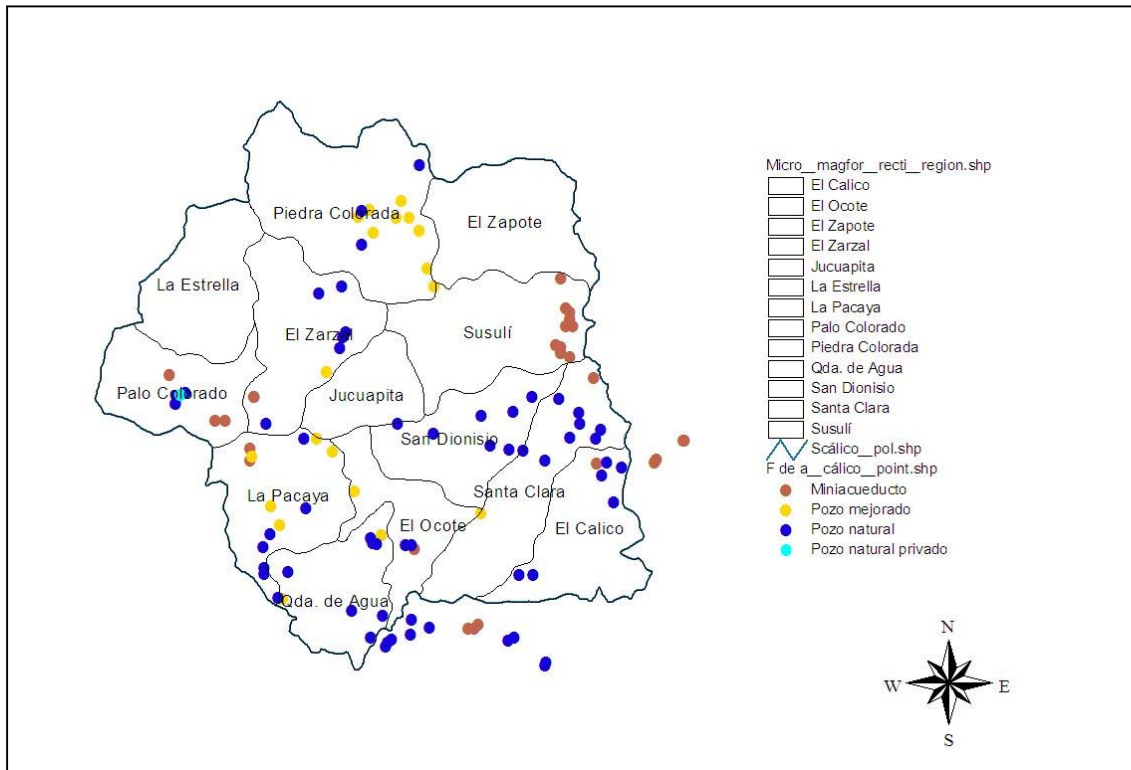 Piedra Colorada
El Zapote
La Estrella
El Zarzal
Susulí
Palo Colorado
Jucuapita
San Dionisio
La Pacaya
Santa Clara
El Ocote
El Calico
Qda. de Agua
Micro__magfor__recti__region.shp
El Calico
El Ocote
El Zapote
El Zarzal
Jucuapita
La Estrella
La Pacaya
Palo Colorado
Piedra Colorada
Qda. de Agua
San Dionisio
Santa Clara
Susulí
Scálico__pol.shp
F de a__cálico__point.shp
Miniacueducto
Pozo mejorado
Pozo natural
Pozo natural privado
N
W E
S